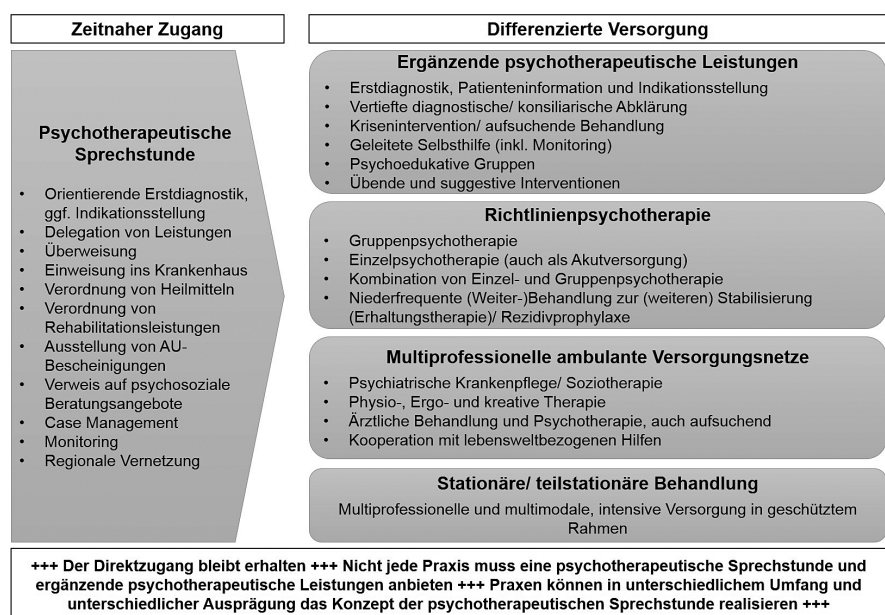 Zeitnaher Zugang
Psychotherapeutische
Sprechstunde
• Orientierende Erstdiagnostik,
ggf. Indikationsstellung
• Delegation von Leistungen
• Überweisung
• Einweisung ins Krankenhaus
• Verordnung von Heilmitteln
• Verordnung von
Rehabilitationsleistungen
• Ausstellung von AU-
Bescheinigungen
• Verweis auf psychosoziale
Beratungsangebote
• Case Management
• Monitoring
• Regionale Vernetzung
Differenzierte Versorgung
Ergänzende psychotherapeutische Leistungen
• Erstdiagnostik, Patienteninformation und Indikationsstellung
• Vertiefte diagnostische/ konsiliarische Abklärung
• Krisenintervention/ aufsuchende Behandlung
• Geleitete Selbsthilfe (inkl. Monitoring)
• Psychoedukative Gruppen
• Übende und suggestive Interventionen
Richtlinienpsychotherapie
• Gruppenpsychotherapie
• Einzelpsychotherapie (auch als Akutversorgung)
• Kombination von Einzel- und Gruppenpsychotherapie
• Niederfrequente (Weiter-)Behandlung zur (weiteren) Stabilisierung
(Erhaltungstherapie)/ Rezidivprophylaxe
Multiprofessionelle ambulante Versorgungsnetze
• Psychiatrische Krankenpflege/ Soziotherapie
• Physio-, Ergo- und kreative Therapie
• Ärztliche Behandlung und Psychotherapie, auch aufsuchend
• Kooperation mit lebensweltbezogenen Hilfen
Stationäre/ teilstationäre Behandlung
Multiprofessionelle und multimodale, intensive Versorgung in geschütztem
Rahmen
+++ Der Direktzugang bleibt erhalten +++ Nicht jede Praxis muss eine psychotherapeutische Sprechstunde und
ergänzende psychotherapeutische Leistungen anbieten +++ Praxen können in unterschiedlichem Umfang und
unterschiedlicher Ausprägung das Konzept der psychotherapeutischen Sprechstunde realisieren +++